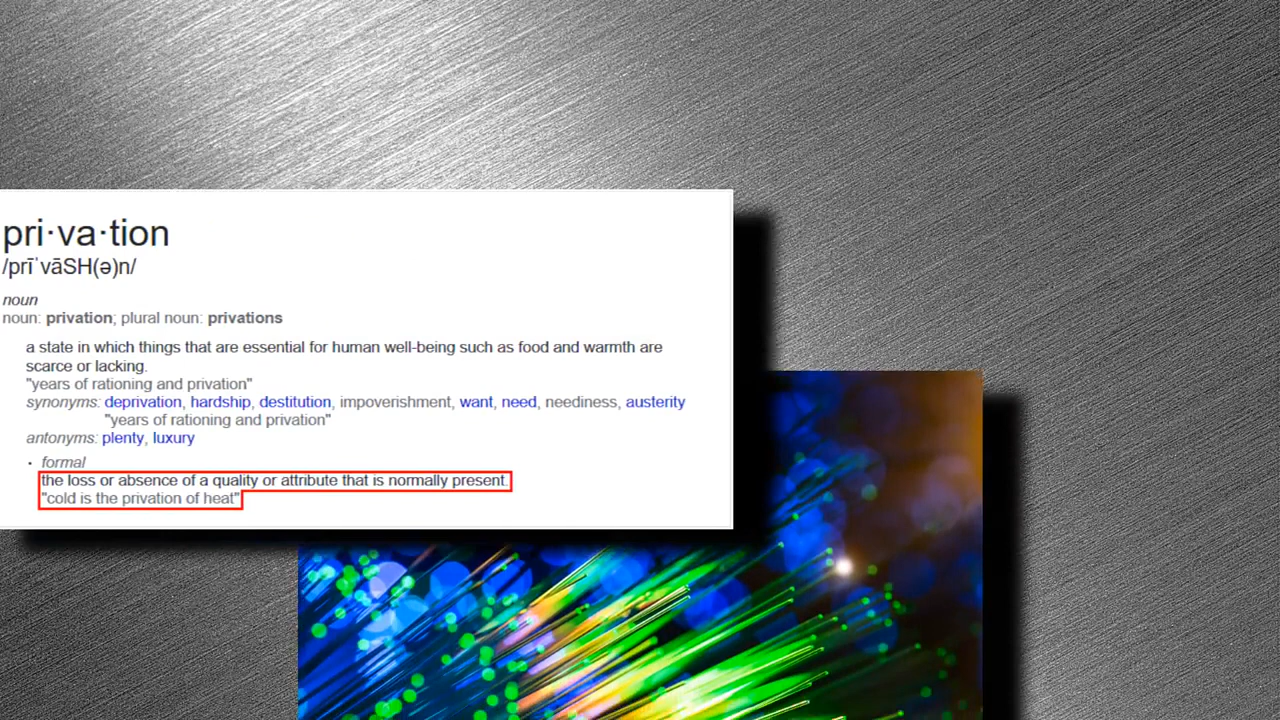 pri·va·tion
/prīˈvāSH(ə)n/
noun
noun: privation; plural noun: privations
a state in which things that are essential for human well-being such as food and warmth are
scarce or lacking.
"years of rationing and privation"
synonyms: deprivation, hardship, destitution, impoverishment, want, need, neediness, austerity
"years of rationing and privation"
antonyms: plenty, luxury
• formal
the loss or absence of a quality or attribute that is normally present.
"cold is the privation of heat"